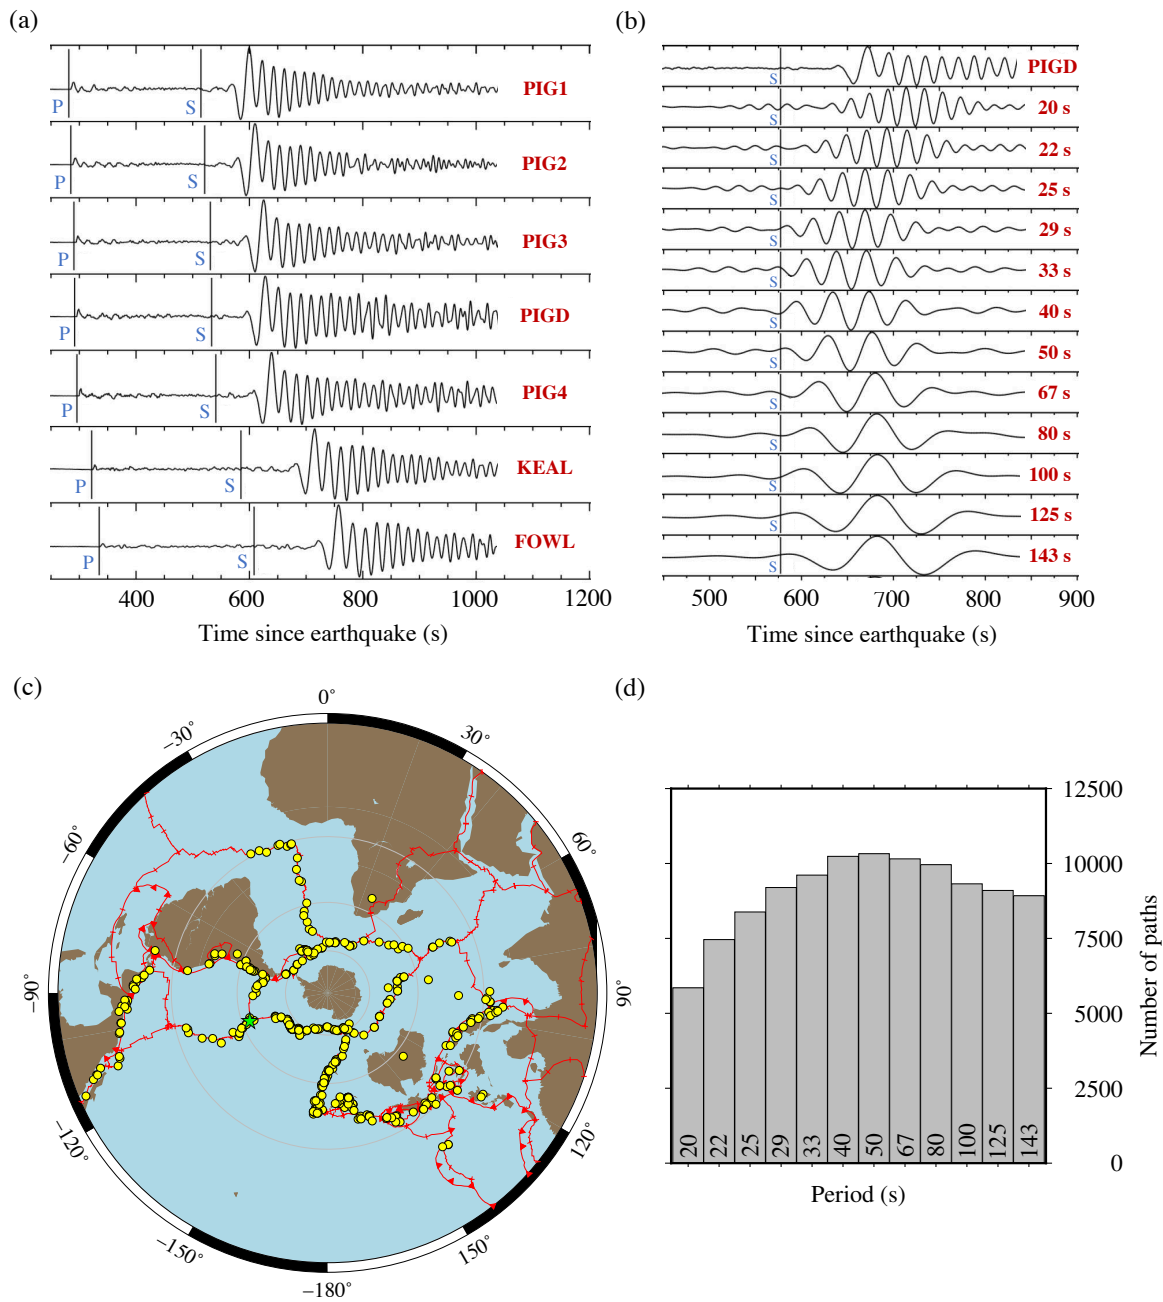 (a)
P
S
PIG1
P
S
PIG2
P
S
PIG3
P
S
PIGD
P
S
PIG4
P
S
KEAL
P
S
FOWL
400 600 800 1000 1200
Time since earthquake (s)
(b)
S
PIGD
S
20 s
S
22 s
S
25 s
S
29 s
S
33 s
S
40 s
S
50 s
S
67 s
S
80 s
S
100 s
S
125 s
S
143 s
500 600 700 800 900
Time since earthquake (s)
(c)
0°
30°
60°
90°
120°
150°
−180°
−150°
−120°
−90°
−60°
−30°
(d)
12500
10000
7500
5000
2500
0
Number of paths
20 22 25 29 33 40 50 67 80 100 125 143
Period (s)